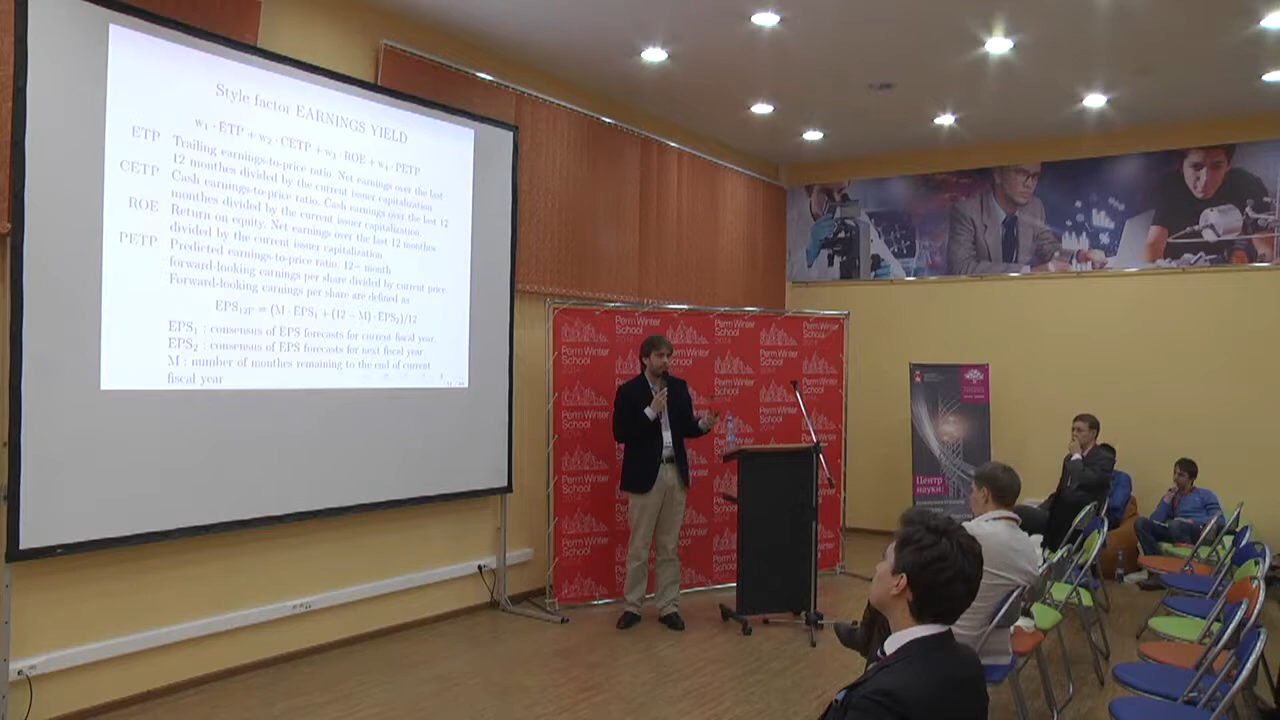 Style factor EARNINGS YIELD
w₁ · ETP + w₂ · CETP + w₃ · ROE + w₄ · PETP
ETP Trailing earnings-to-price ratio. Net earnings over the last
12 monthes divided by the current issuer capitalization
CETP Cash earnings-to-price ratio. Cash earnings over the last 12
monthes divided by the current issuer capitalization.
ROE Return on equity. Net earnings over the last 12 monthes
divided by the current issuer capitalization.
PETP Predicted earnings-to-price ratio. 12− month
forward-looking earnings per share divided by current price.
Forward-looking earnings per share are defined as
EPS₁₂F = (M · EPS₁ + (12 − M) · EPS₂)/12
EPS₁ : consensus of EPS forecasts for current fiscal year.
EPS₂ : consensus of EPS forecasts for next fiscal year.
M : number of monthes remaining to the end of current
fiscal year
Perm Winter
School
2014
Центр
науки: